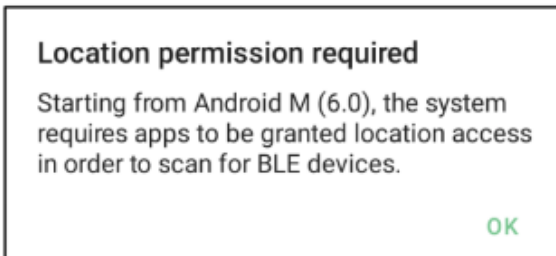 Location permission required
Starting from Android M (6.0), the system
requires apps to be granted location access
in order to scan for BLE devices.
OK